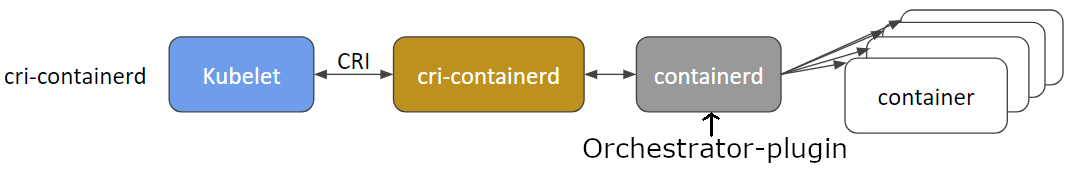 cri-containerd
Kubelet
CRI
cri-containerd
containerd
container
Orchestrator-plugin